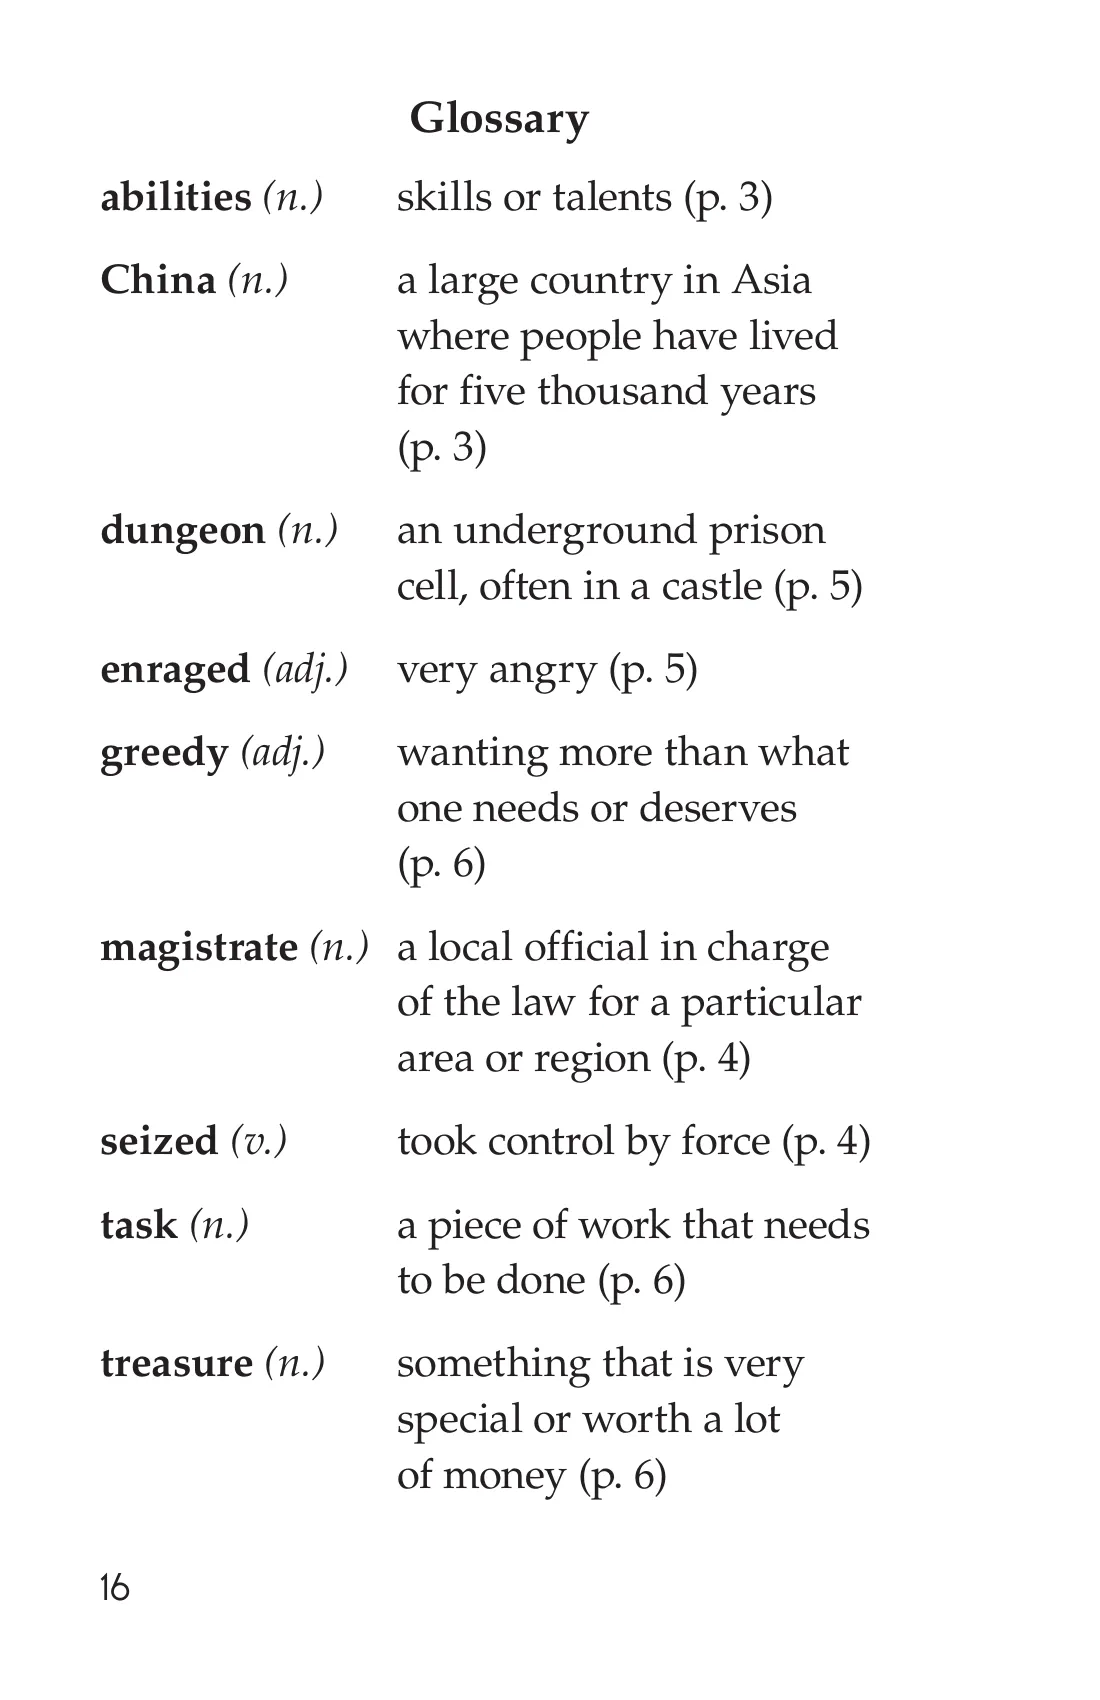 Glossary
abilities (n.) skills or talents (p. 3)
China (n.) a large country in Asia
where people have lived
for five thousand years
(p. 3)
dungeon (n.) an underground prison
cell, often in a castle (p. 5)
enraged (adj.) very angry (p. 5)
greedy (adj.) wanting more than what
one needs or deserves
(p. 6)
magistrate (n.) a local official in charge
of the law for a particular
area or region (p. 4)
seized (v.) took control by force (p. 4)
task (n.) a piece of work that needs
to be done (p. 6)
treasure (n.) something that is very
special or worth a lot
of money (p. 6)
16